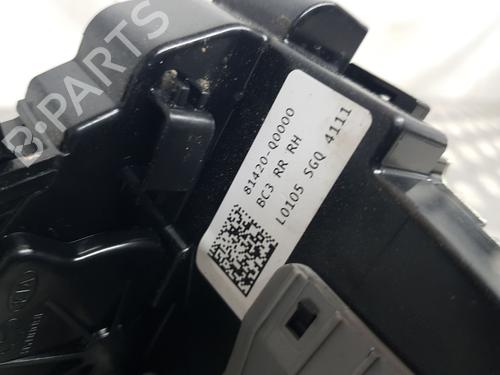 B-PARTS
81420-Q0000
BC3 RR RH
L0105 SGQ 4111